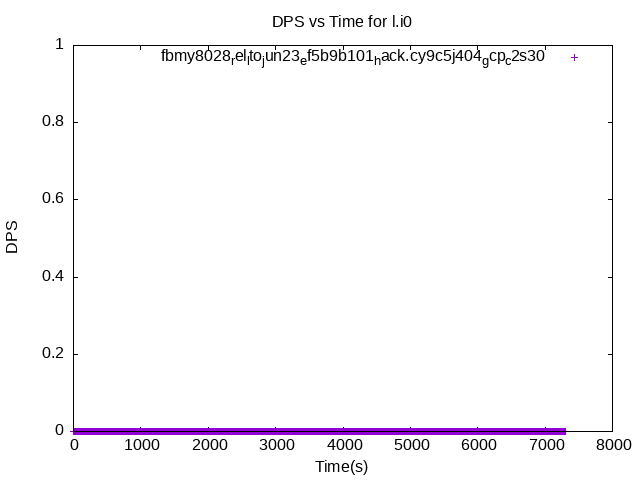 DPS vs Time for l.i0
fbmy8028relltojun23ef5b9b101hack.cy9c5j404gcpc2s30
1
0.8
0.6
0.4
0.2
0
DPS
0 1000 2000 3000 4000 5000 6000 7000 8000
Time(s)